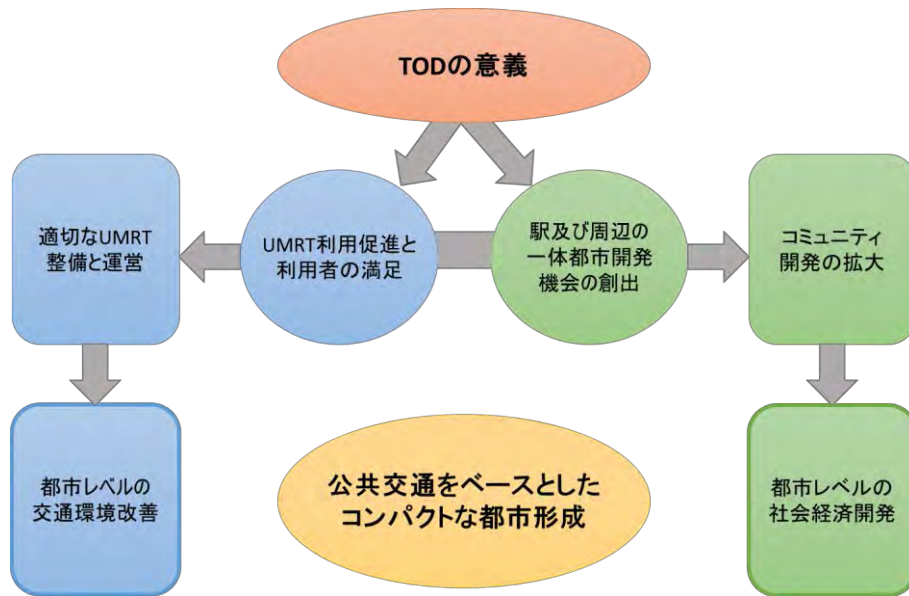 TODの意義
適切なUMRT
整備と運営
UMRT利用促進と
利用者の満足
駅及び周辺の
一体都市開発
機会の創出
コミュニティ
開発の拡大
都市レベルの
交通環境改善
公共交通をベースとした
コンパクトな都市形成
都市レベルの
社会経済開発